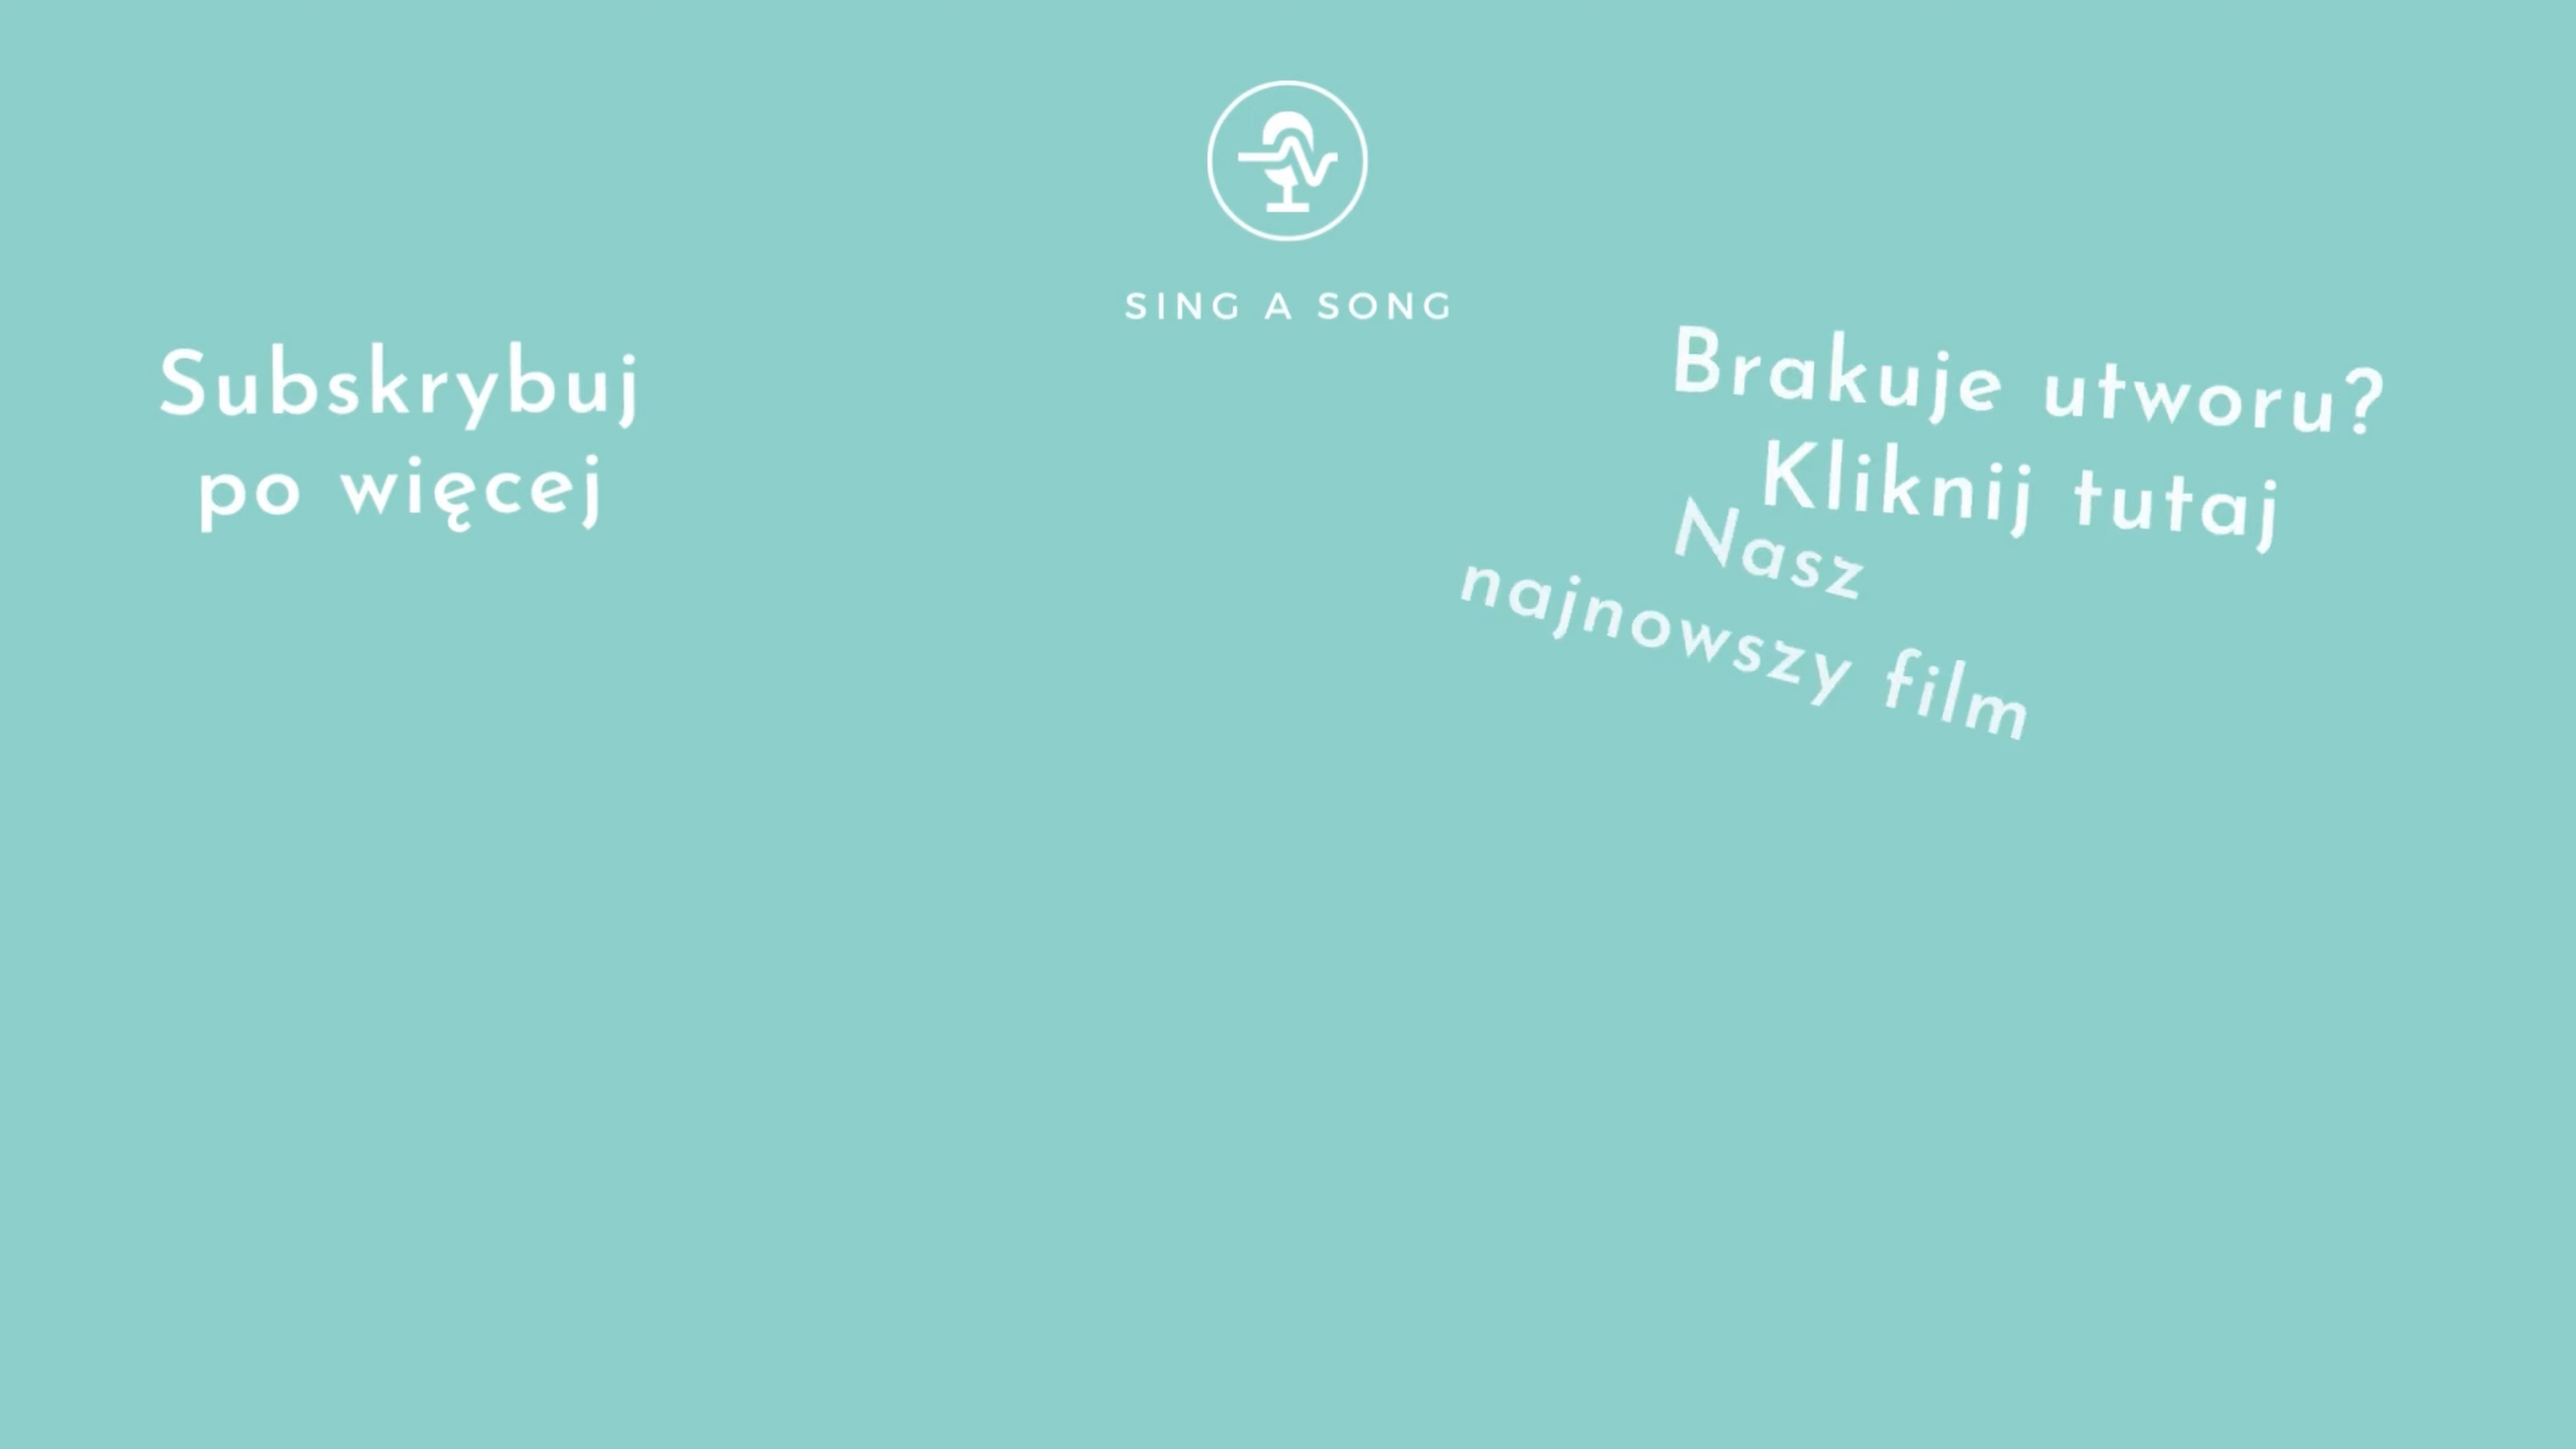 SING A SONG
Subskrybuj
po więcej
Brakuje utworu?
Kliknij tutaj
Nasz
najnowszy film